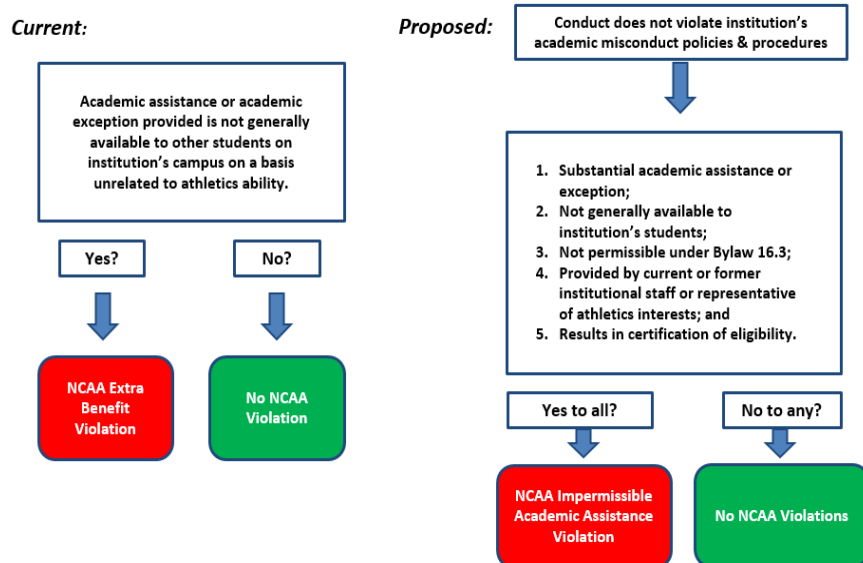 Current:
Academic assistance or academic
exception provided is not generally
available to other students on
institution's campus on a basis
unrelated to athletics ability.
Yes?
No?
NCAA Extra
Benefit
Violation
No NCAA
Violation
Proposed:
Conduct does not violate institution's
academic misconduct policies & procedures
1. Substantial academic assistance or
exception;
2. Not generally available to
institution's students;
3. Not permissible under Bylaw 16.3;
4. Provided by current or former
institutional staff or representative
of athletics interests; and
5. Results in certification of eligibility.
Yes to all?
No to any?
NCAA Impermissible
Academic Assistance
Violation
No NCAA Violations